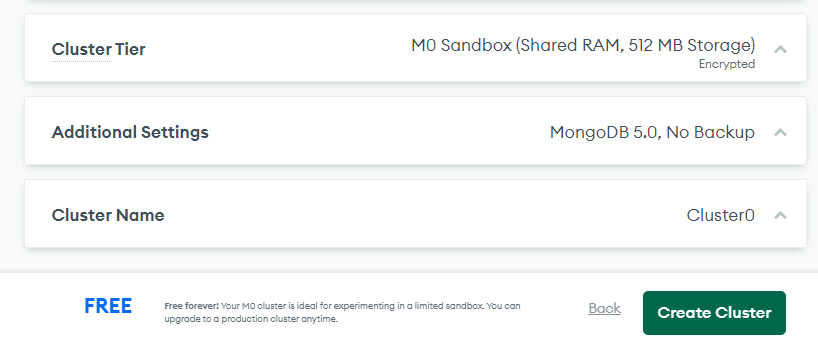 Cluster Tier
M0 Sandbox (Shared RAM, 512 MB Storage)
Encrypted
Additional Settings
MongoDB 5.0, No Backup
Cluster Name
Cluster0
FREE
Free forever! Your M0 cluster is ideal for experimenting in a limited sandbox. You can
upgrade to a production cluster anytime.
Back
Create Cluster